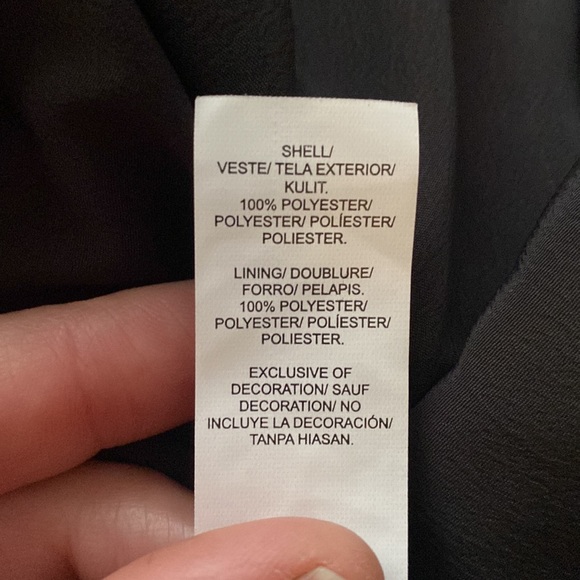 SHELL/
VESTE/ TELA EXTERIOR/
KULIT.
100% POLYESTER/
POLYESTER/ POLÍESTER/
POLIESTER.
LINING/ DOUBLURE/
FORRO/ PELAPIS.
100% POLYESTER/
POLYESTER/ POLÍESTER/
POLIESTER.
EXCLUSIVE OF
DECORATION/ SAUF
DECORATION/ NO
INCLUYE LA DECORACIÓN/
TANPA HIASAN.